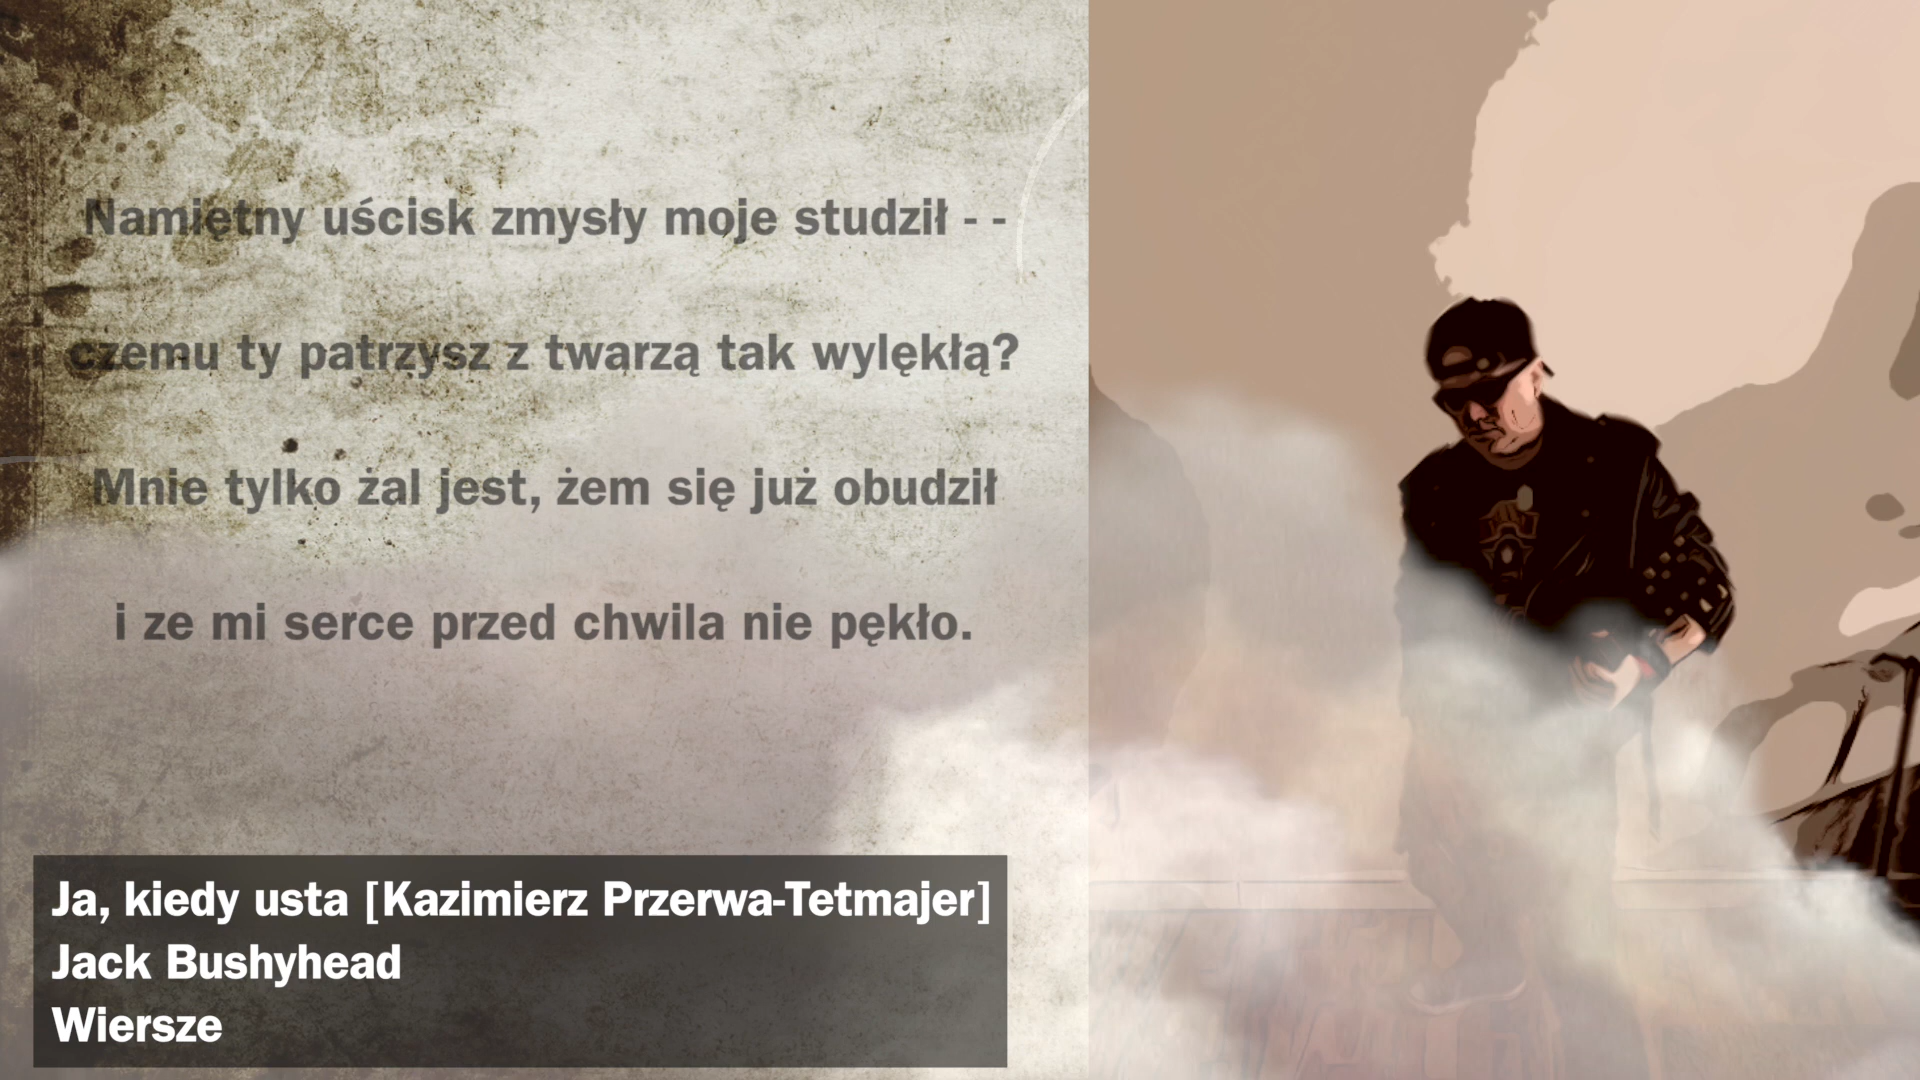 Namiętny uścisk zmysły moje studził - -
czemu ty patrzysz z twarzą tak wylękłą?
Mnie tylko żal jest, żem się już obudził
i ze mi serce przed chwila nie pękło.
Ja, kiedy usta [Kazimierz Przerwa-Tetmajer]
Jack Bushyhead
Wiersze